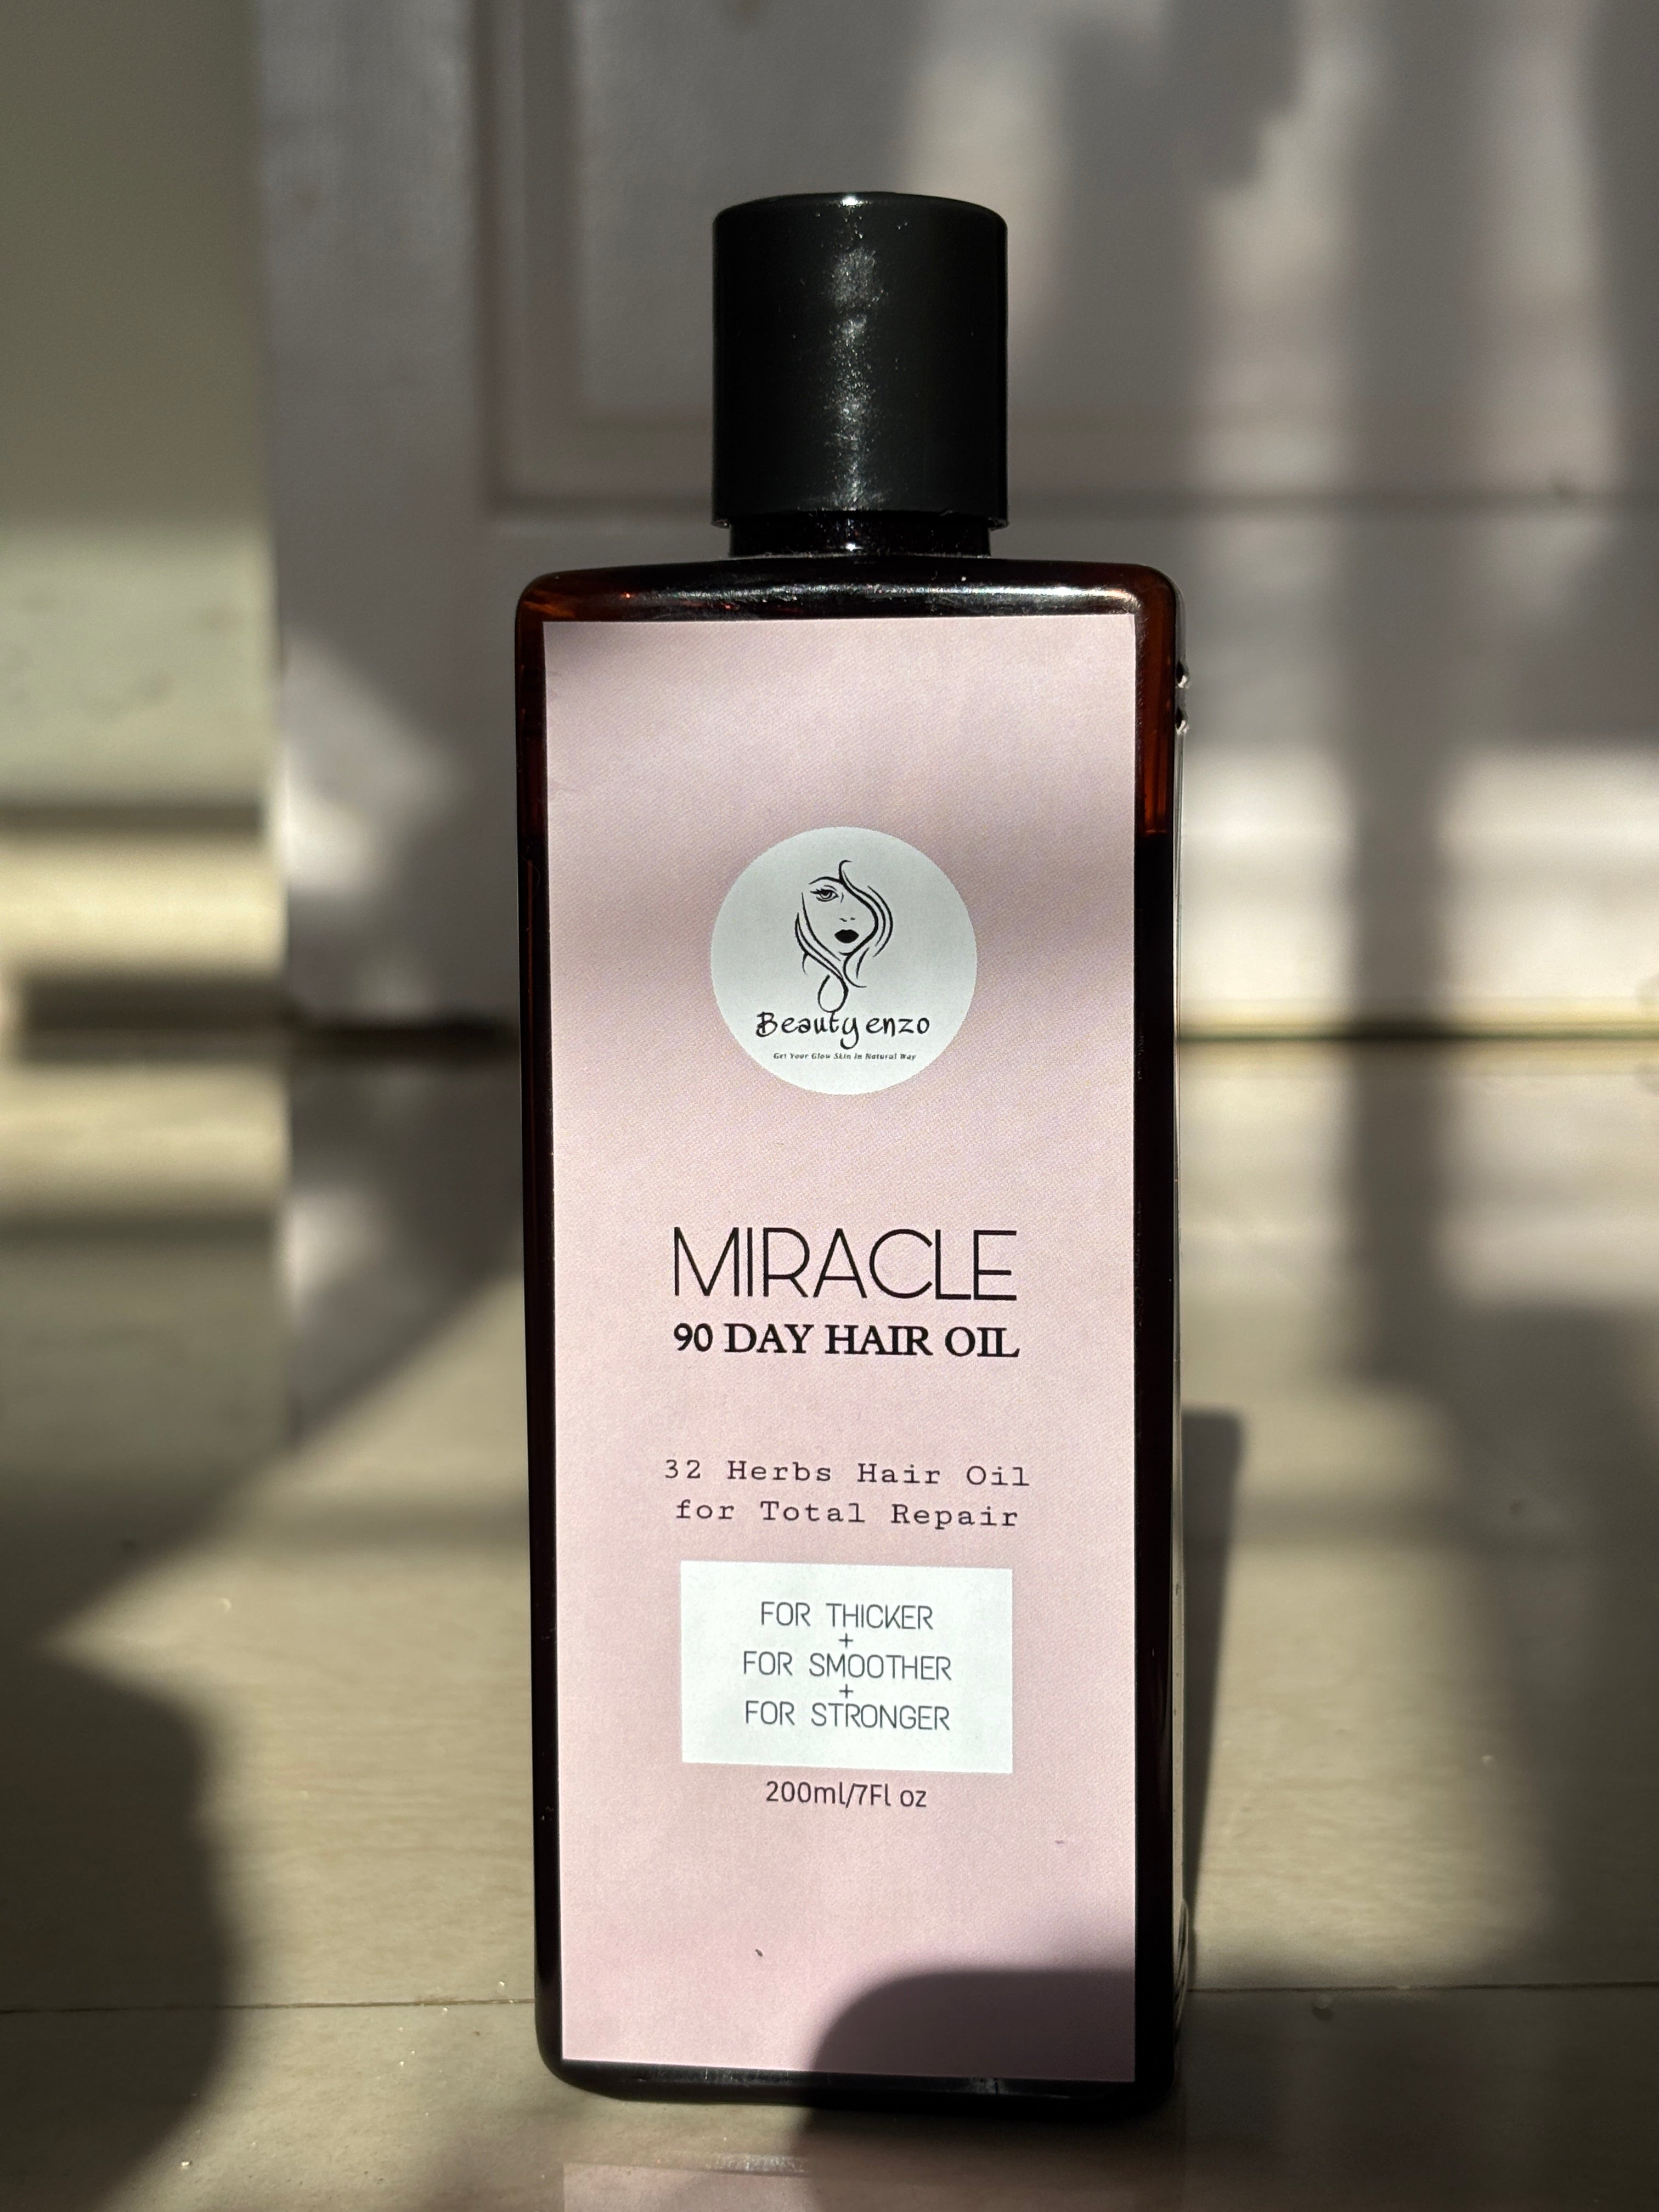 Beauty enzo
Get Your Glow Skin in Natural Way
MIRACLE
90 DAY HAIR OIL
32 Herbs Hair Oil
for Total Repair
FOR THICKER
+
FOR SMOOTHER
+
FOR STRONGER
200ml/7Fl oz